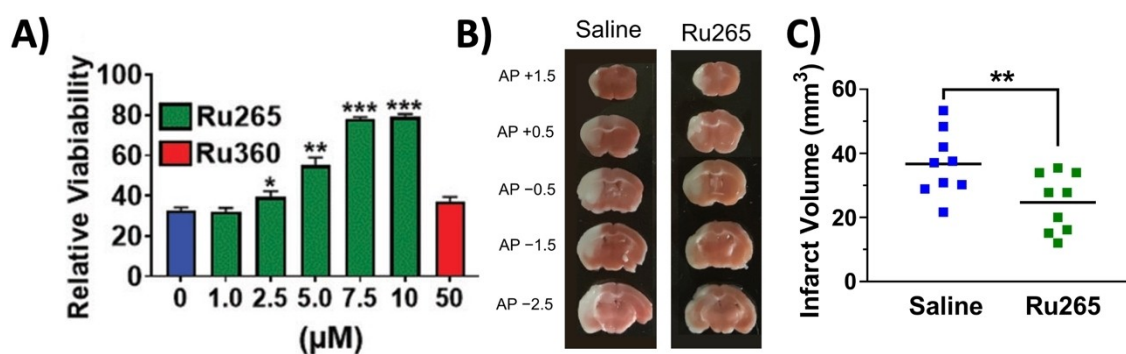 A)
Relative Viabiability
100
80
60
40
20
0
Ru265
Ru360
*
**
***
***
0 1.0 2.5 5.0 7.5 10 50
(µM)
B)
Saline Ru265
AP +1.5
AP +0.5
AP −0.5
AP −1.5
AP −2.5
C)
Infarct Volume (mm³)
60
40
20
0
**
Saline Ru265